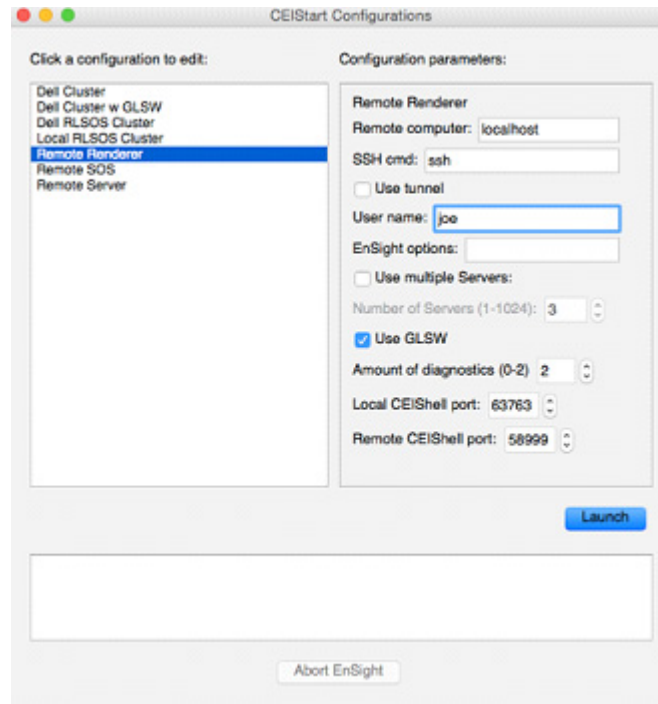 CEIStart Configurations
Click a configuration to edit:
Configuration parameters:
Dell Cluster
Dell Cluster w GLSW
Dell RLSOS Cluster
Local RLSOS Cluster
Remote Renderer
Remote SOS
Remote Server
Remote Renderer
Remote computer: localhost
SSH cmd: ssh
Use tunnel
User name: joe
EnSight options:
Use multiple Servers:
Number of Servers (1-1024): 3
Use GLSW
Amount of diagnostics (0-2) 2
Local CEIShell port: 63763
Remote CEIShell port: 58999
Launch
Abort EnSight